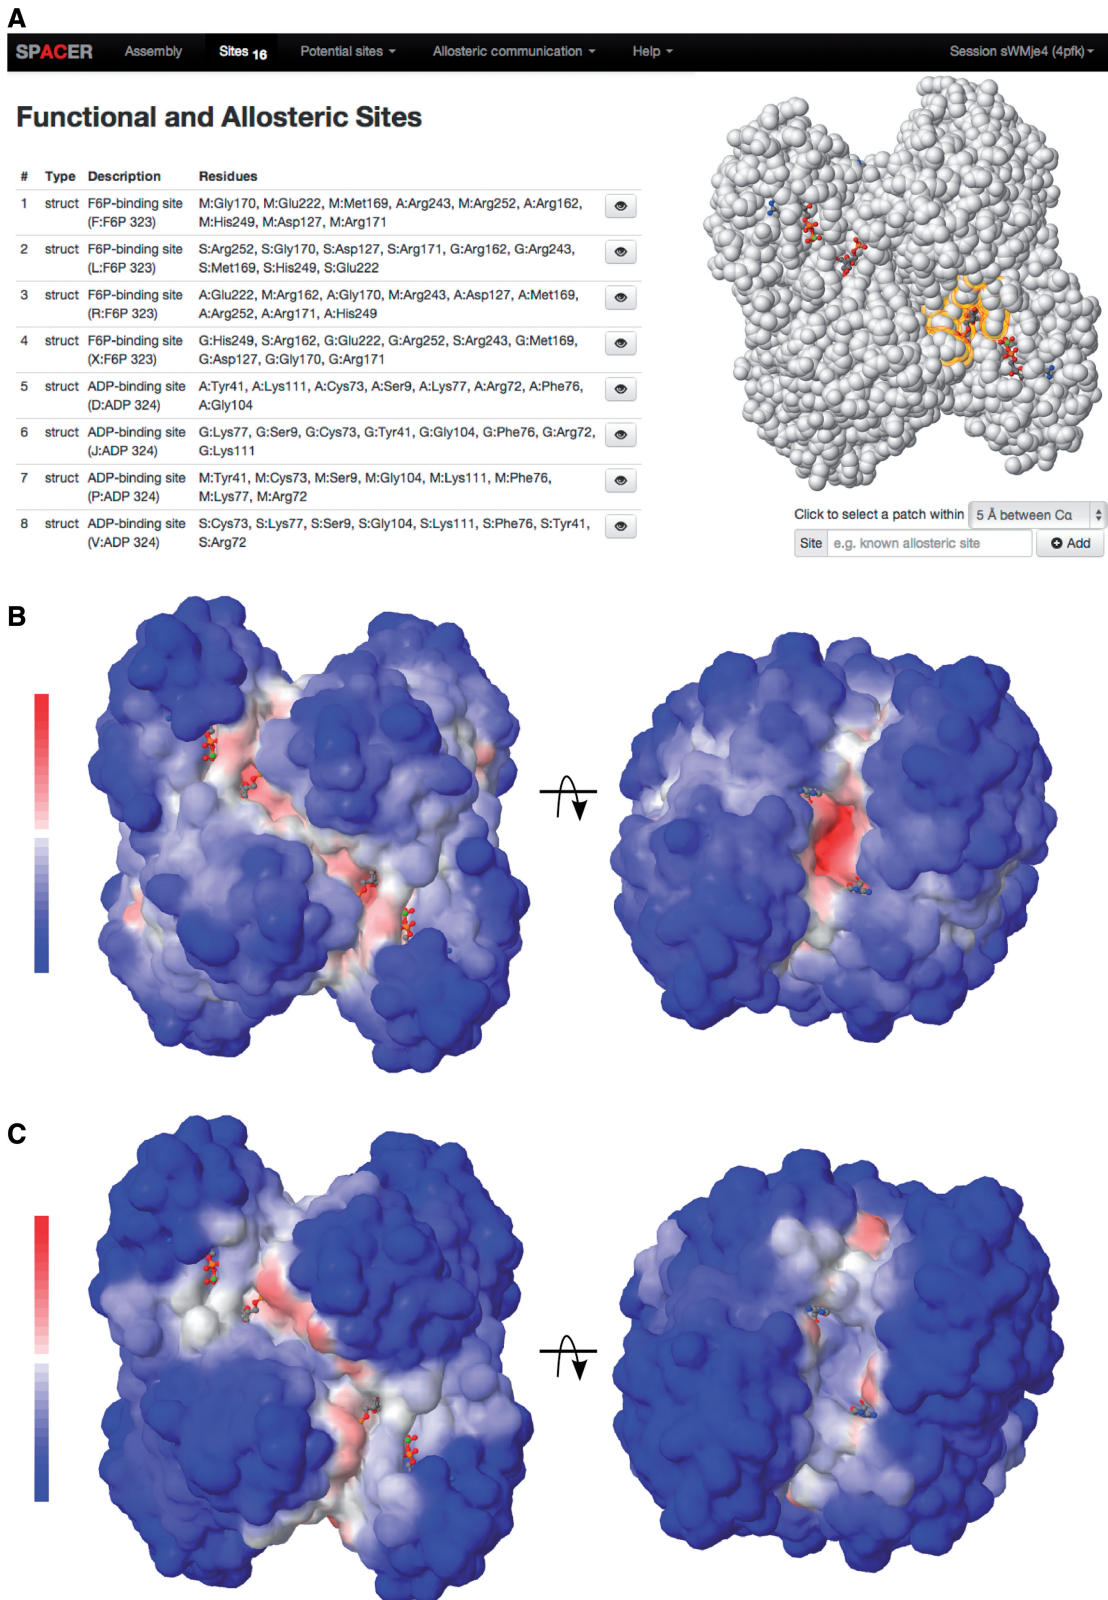 A
SPACER Assembly Sites 16 Potential sites Allosteric communication Help Session sWMje4 (4pfk)
Functional and Allosteric Sites
# Type Description Residues
1 struct F6P-binding site M:Gly170, M:Glu222, M:Met169, A:Arg243, M:Arg252, A:Arg162,
(F:F6P 323) M:His249, M:Asp127, M:Arg171
2 struct F6P-binding site S:Arg252, S:Gly170, S:Asp127, S:Arg171, G:Arg162, G:Arg243,
(L:F6P 323) S:Met169, S:His249, S:Glu222
3 struct F6P-binding site A:Glu222, M:Arg162, A:Gly170, M:Arg243, A:Asp127, A:Met169,
(R:F6P 323) A:Arg252, A:Arg171, A:His249
4 struct F6P-binding site G:His249, S:Arg162, G:Glu222, G:Arg252, S:Arg243, G:Met169,
(X:F6P 323) G:Asp127, G:Gly170, G:Arg171
5 struct ADP-binding site A:Tyr41, A:Lys111, A:Cys73, A:Ser9, A:Lys77, A:Arg72, A:Phe76,
(D:ADP 324) A:Gly104
6 struct ADP-binding site G:Lys77, G:Ser9, G:Cys73, G:Tyr41, G:Gly104, G:Phe76, G:Arg72,
(J:ADP 324) G:Lys111
7 struct ADP-binding site M:Tyr41, M:Cys73, M:Ser9, M:Gly104, M:Lys111, M:Phe76,
(P:ADP 324) M:Lys77, M:Arg72
8 struct ADP-binding site S:Cys73, S:Lys77, S:Ser9, S:Gly104, S:Lys111, S:Phe76, S:Tyr41,
(V:ADP 324) S:Arg72
Click to select a patch within 5 Å between Cα
Site e.g. known allosteric site Add
B
C